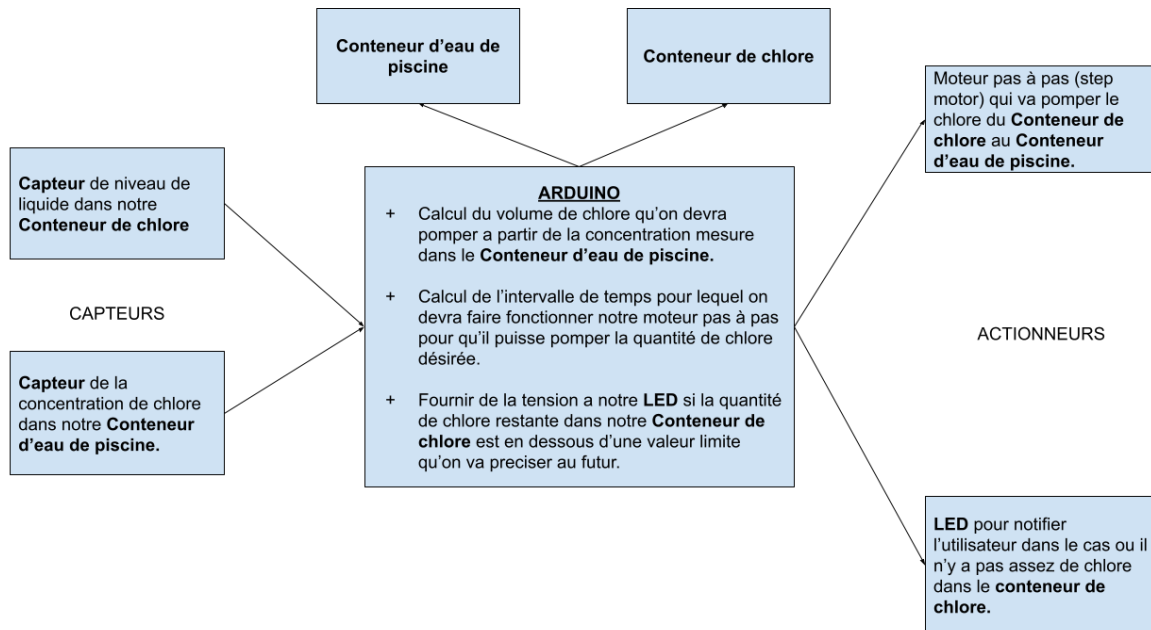 Conteneur d'eau de
piscine
Conteneur de chlore
Moteur pas à pas (step
motor) qui va pomper le
chlore du Conteneur de
chlore au Conteneur
d'eau de piscine.
Capteur de niveau de
liquide dans notre
Conteneur de chlore
CAPTEURS
Capteur de la
concentration de chlore
dans notre Conteneur
d'eau de piscine.
ARDUINO
+ Calcul du volume de chlore qu'on devra
pomper a partir de la concentration mesure
dans le Conteneur d'eau de piscine.
+ Calcul de l'intervalle de temps pour lequel on
devra faire fonctionner notre moteur pas à pas
pour qu'il puisse pomper la quantité de chlore
désirée.
+ Fournir de la tension a notre LED si la quantité
de chlore restante dans notre Conteneur de
chlore est en dessous d'une valeur limite
qu'on va preciser au futur.
ACTIONNEURS
LED pour notifier
l'utilisateur dans le cas ou il
n'y a pas assez de chlore
dans le conteneur de
chlore.